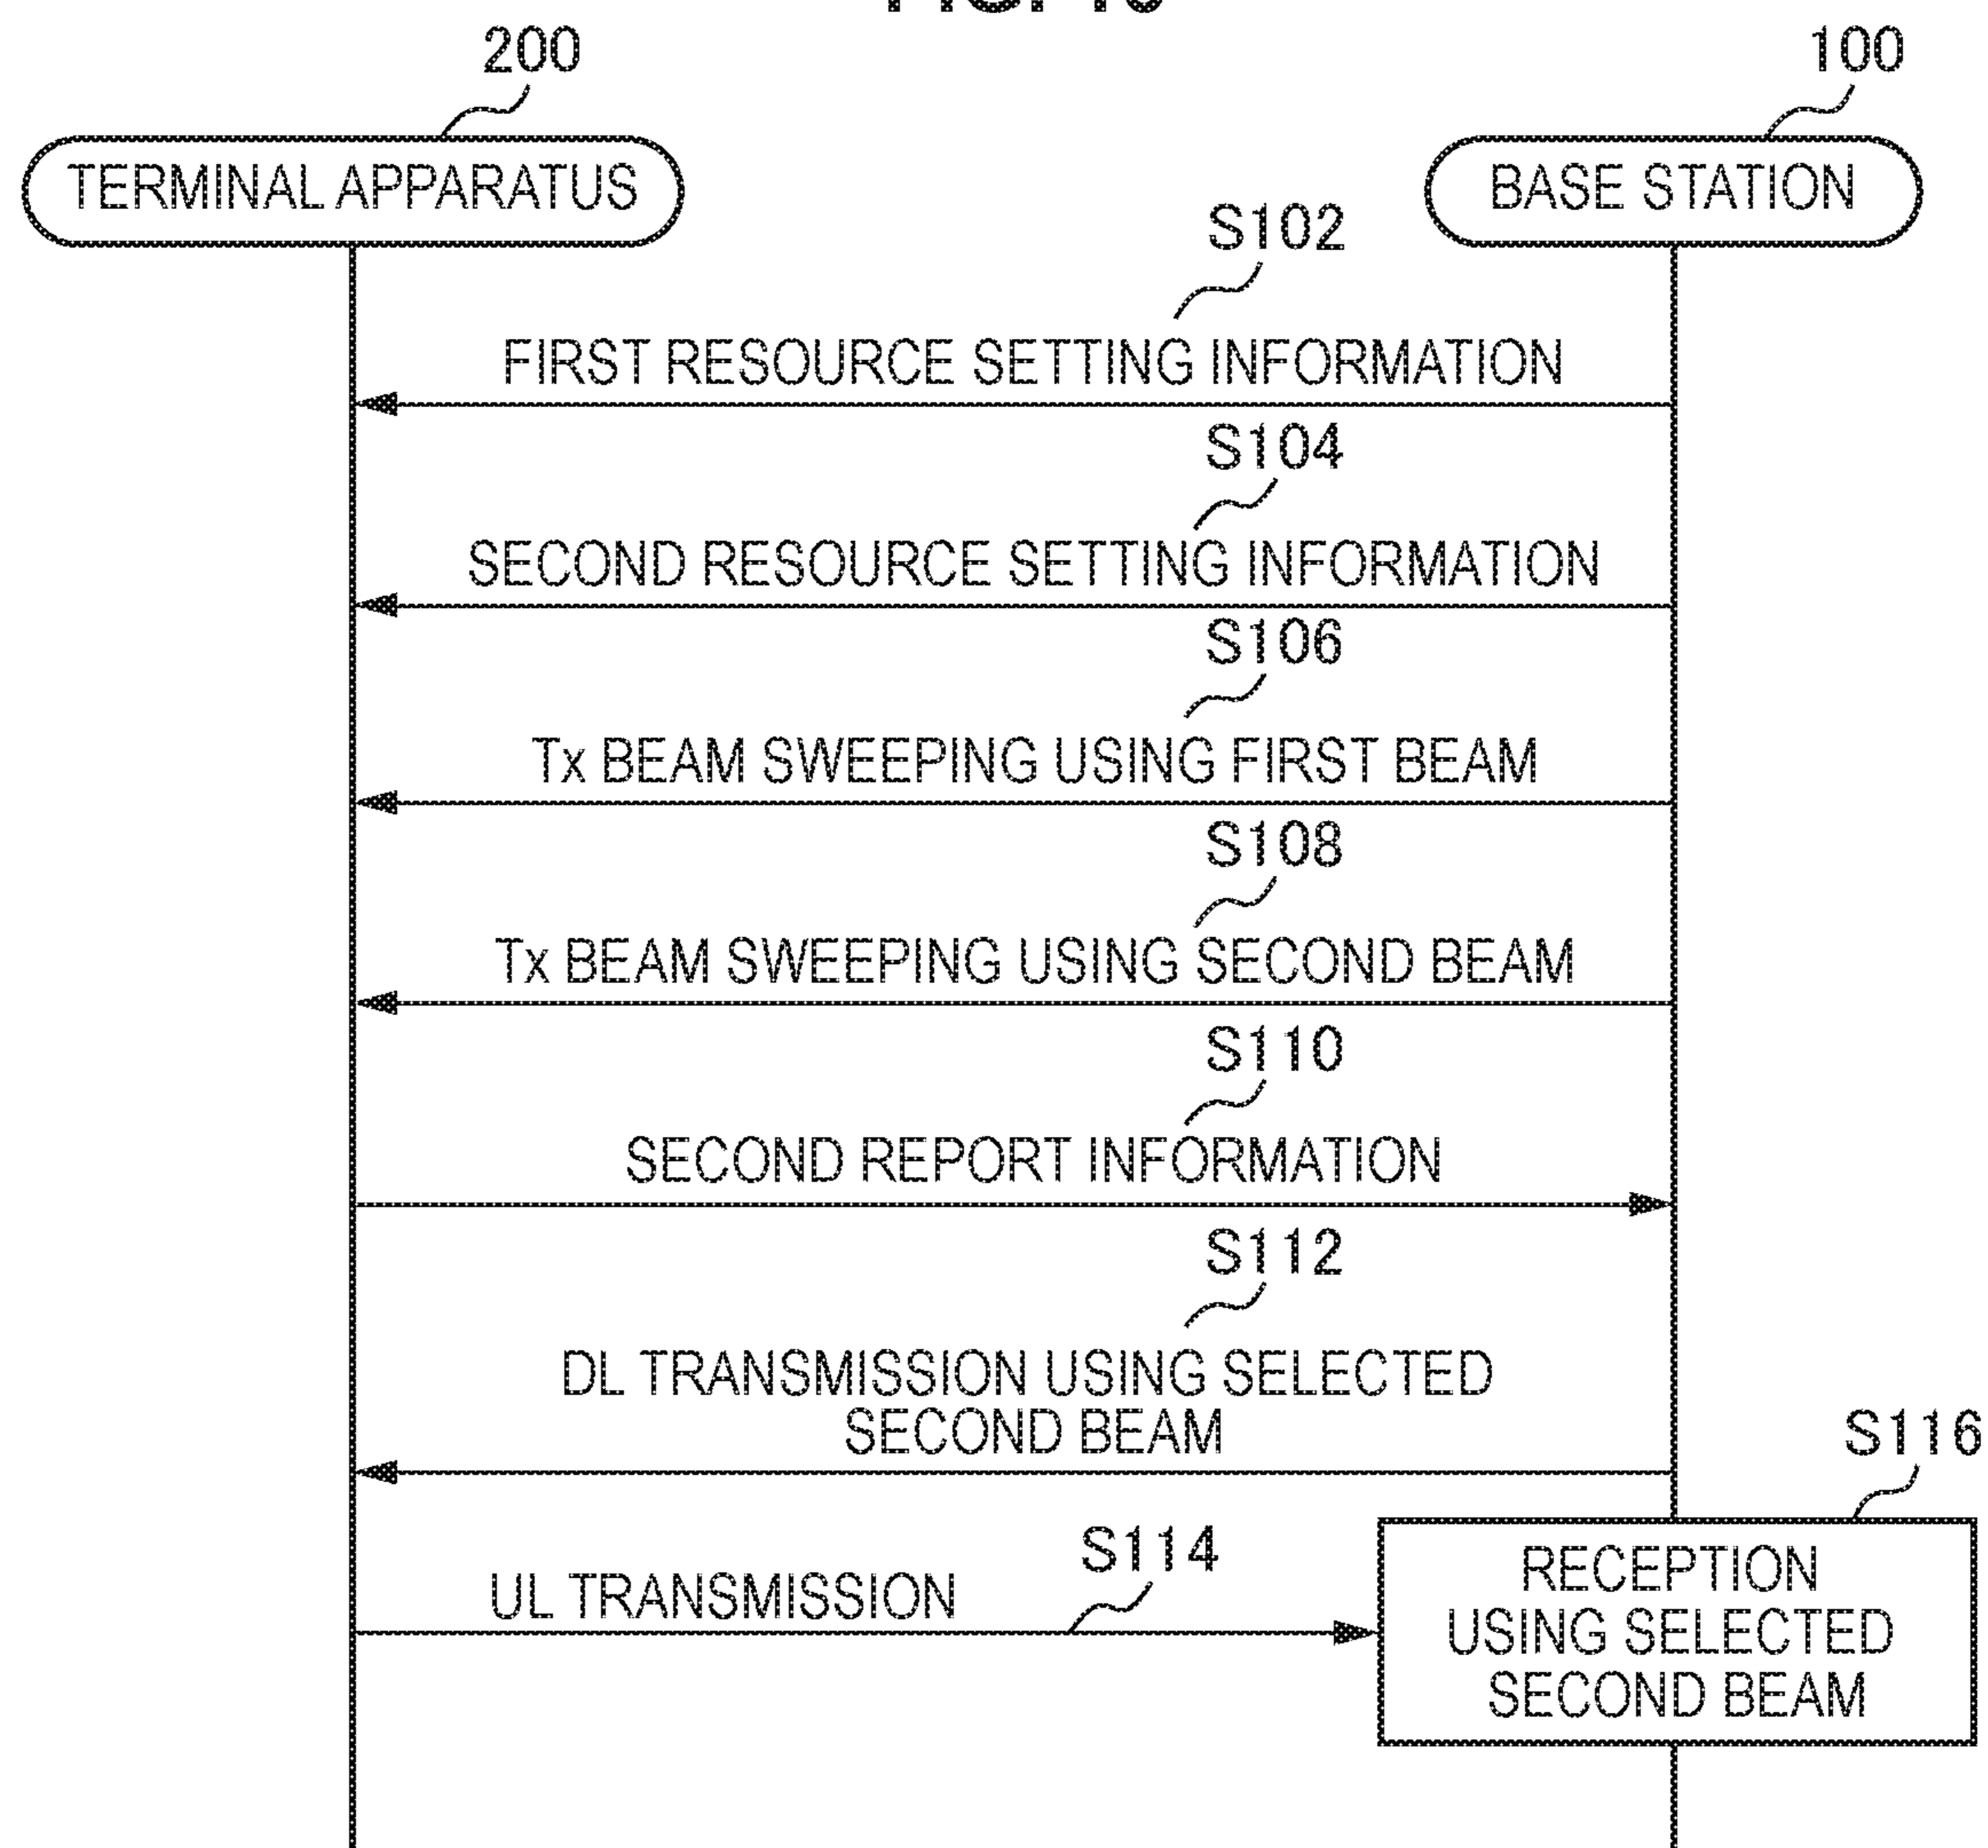 200
100
TERMINAL APPARATUS
BASE STATION
S102
FIRST RESOURCE SETTING INFORMATION
S104
SECOND RESOURCE SETTING INFORMATION
S106
Tx BEAM SWEEPING USING FIRST BEAM
S108
Tx BEAM SWEEPING USING SECOND BEAM
S110
SECOND REPORT INFORMATION
S112
DL TRANSMISSION USING SELECTED
SECOND BEAM
S116
S114
UL TRANSMISSION
RECEPTION
USING SELECTED
SECOND BEAM